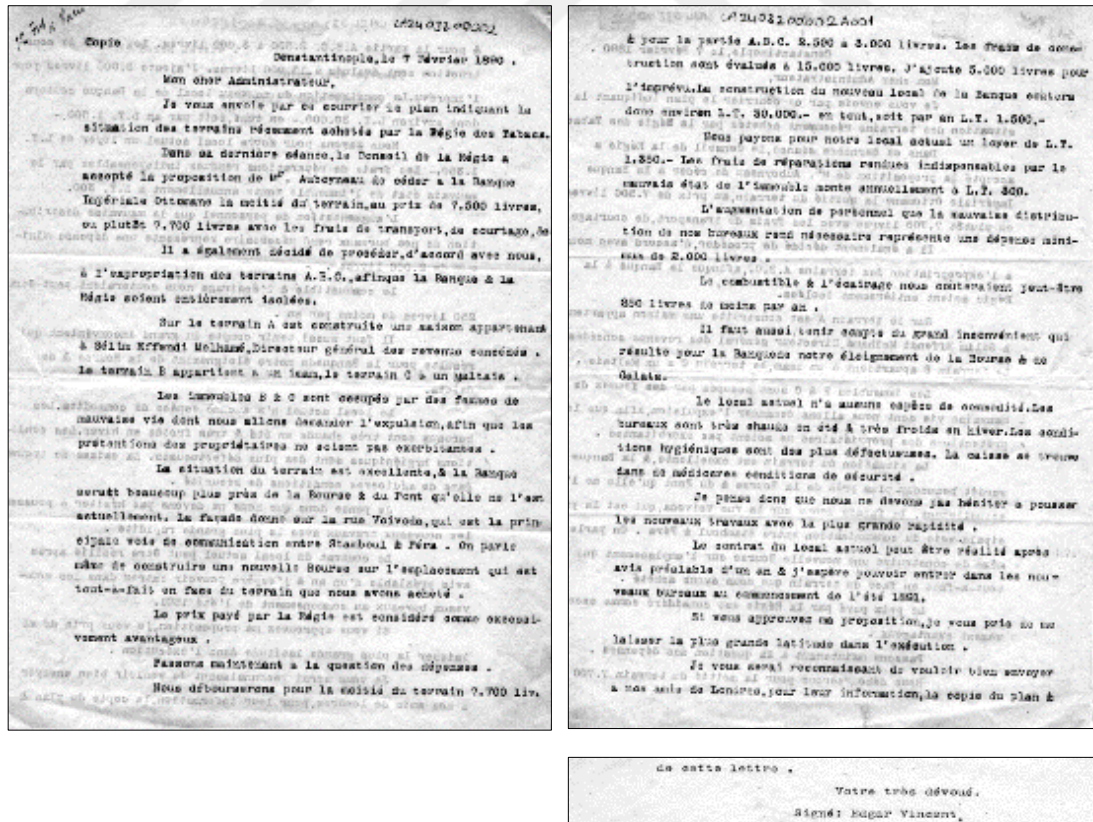 Copie
Constantinople, le 7 Février 1890 .
Mon cher Administrateur,
Je vous envoie par ce courrier le plan indiquant la
situation des terrains récemment achetés par la Régie des Tabacs.
Dans sa dernière séance, le Conseil de la Régie a
accepté la proposition de Mr. Auboyneau de céder à la Banque
Impériale Ottomane la moitié du terrain, au prix de 7.500 livres,
ou plutôt 7.700 livres avec les frais de transport, de courtage, &c
Il a également décidé de procéder, d'accord avec nous,
à l'expropriation des terrains A.B.C., afinque la Banque & la
Régie soient entièrement isolées.
Sur le terrain A est construite une maison appartenant
à Sélim Effendi Melhamé, Directeur général des revenus concédés .
le terrain B appartient à un imam, le terrain C à un maltais .
Les immeubles B & C sont occupés par des femmes de
mauvaise vie dont nous allons demander l'expulsion, afin que les
prétentions des propriétaires ne soient pas exorbitantes .
La situation du terrain est excellente, & la Banque
serait beaucoup plus près de la Bourse & du Pont qu'elle ne l'est
actuellement. La façade donne sur la rue Voivoda, qui est la prin
cipale voie de communication entre Stamboul & Péra . On parle
même de construire une nouvelle Bourse sur l'emplacement qui est
tout-à-fait en face du terrain que nous avons acheté .
Le prix payé par la Régie est considéré comme excessi-
vement avantageux .
Passons maintenant à la question des dépenses .
Nous débourserons pour la moitié du terrain 7.700 liv.
& pour la partie A.B.C. 2.500 à 3.000 livres. Les frais de cons-
truction sont évalués à 15.000 livres. J'ajoute 5.000 livres pour
l'imprévu. La construction du nouveau local de la Banque coûtera
donc environ L.T. 30.000.- en tout, soit par an L.T. 1.500.-
Nous payons pour notre local actuel un loyer de L.T.
1.350.- Les frais de réparations rendues indispensables par le
mauvais état de l'immeuble monte annuellement à L.T. 300.
L'augmentation de personnel que la mauvaise distribu-
tion de nos bureaux rend nécessaire représente une dépense mini-
mum de 2.000 livres .
Le combustible & l'éclairage nous couteraient peut-être
250 livres de moins par an .
Il faut aussi tenir compte du grand inconvénient qui
résulte pour la Banquede notre éloignement de la Bourse & de
Galata.
le local actuel n'a aucune espèce de comodité. Les
bureaux sont très chauds en été & très froids en hiver. Les condi-
tions hygiéniques sont des plus défectueuses. La caisse se trouve
dans de médiocres conditions de sécurité .
Je pense donc que nous ne devons pas hésiter a pousser
les nouveaux travaux avec la plus grande rapidité .
Le contrat du local actuel peut être résilié après
avis préalable d'un an & j'espère pouvoir entrer dans les nou-
veaux bureaux au commencement de l'été 1891.
Si vous approuvez ma proposition, je vous prie de me
laisser la plus grande latitude dans l'exécution .
Je vous serai reconnaissant de vouloir bien envoyer
a nos amis de Londres, pour leur information, la copie du plan &
de cette lettre .
Votre très dévoué.
Signé: Edgar Vincent.